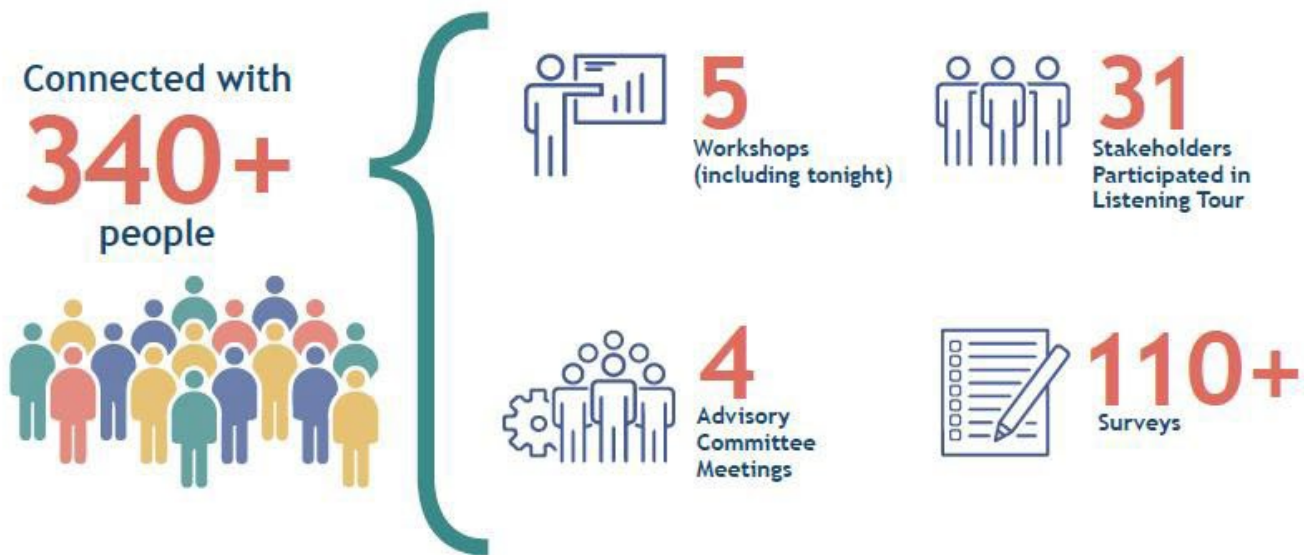 Connected with
340+
people
5
Workshops
(including tonight)
31
Stakeholders
Participated in
Listening Tour
4
Advisory
Committee
Meetings
110+
Surveys